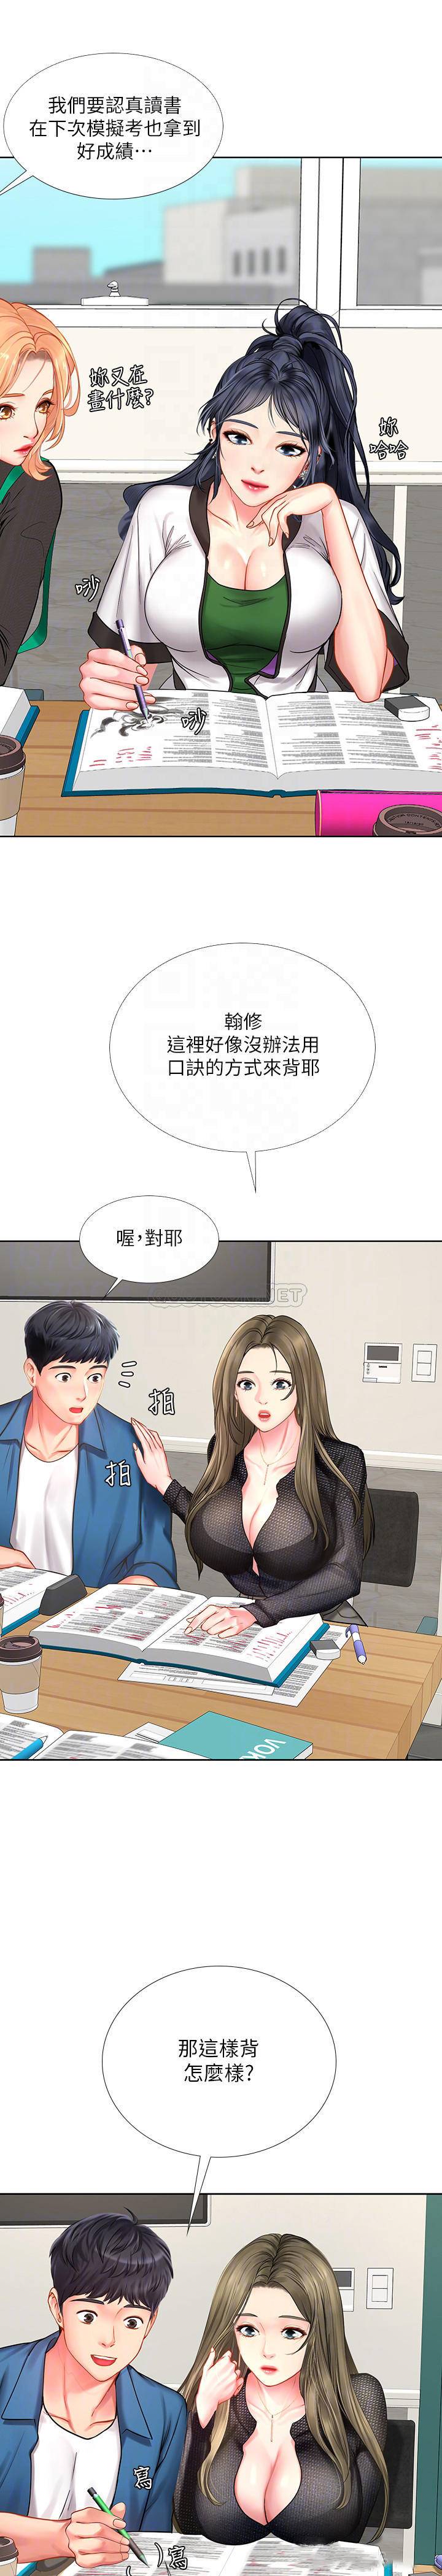 我們要認真讀書
在下次模擬考也拿到
好成績⋯
妳又在
畫什麼?
妳
哈哈
唦
唦
翰修
這裡好像沒辦法用
口訣的方式來背耶
喔,對耶
拍
拍
那這樣背
怎麼樣?
寫
寫